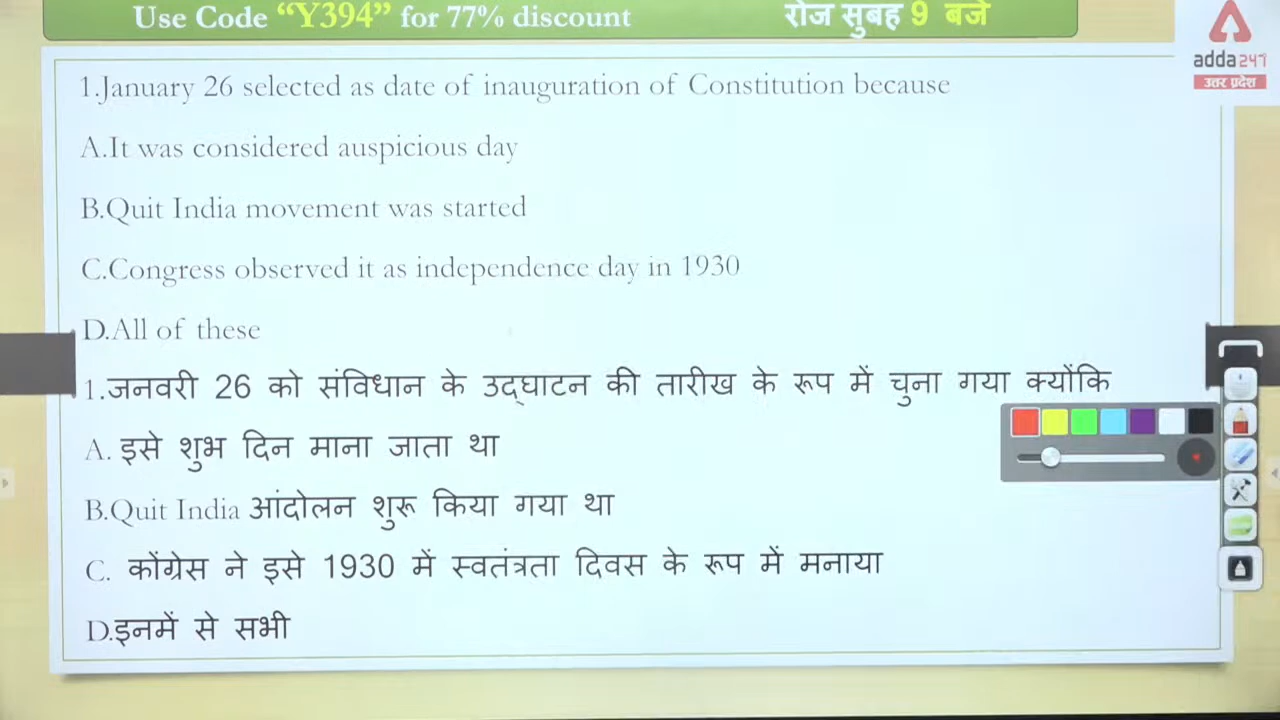 Use Code “Y394” for 77% discount
रोज सुबह 9 बजे
adda247
उत्तर प्रदेश
1.January 26 selected as date of inauguration of Constitution because
A.It was considered auspicious day
B.Quit India movement was started
C.Congress observed it as independence day in 1930
D.All of these
1.जनवरी 26 को संविधान के उद्घाटन की तारीख के रूप में चुना गया क्योंकि
A. इसे शुभ दिन माना जाता था
B.Quit India आंदोलन शुरू किया गया था
C. कोंग्रेस ने इसे 1930 में स्वतंत्रता दिवस के रूप में मनाया
D.इनमें से सभी